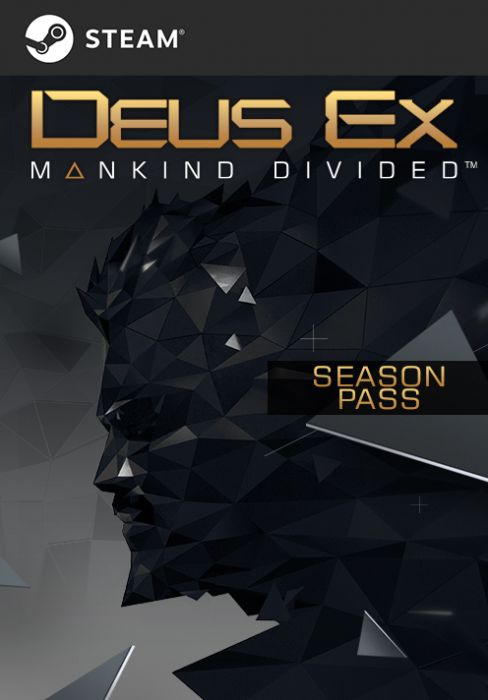 STEAM®
DEUS EX
MANKIND DIVIDED™
SEASON
PASS